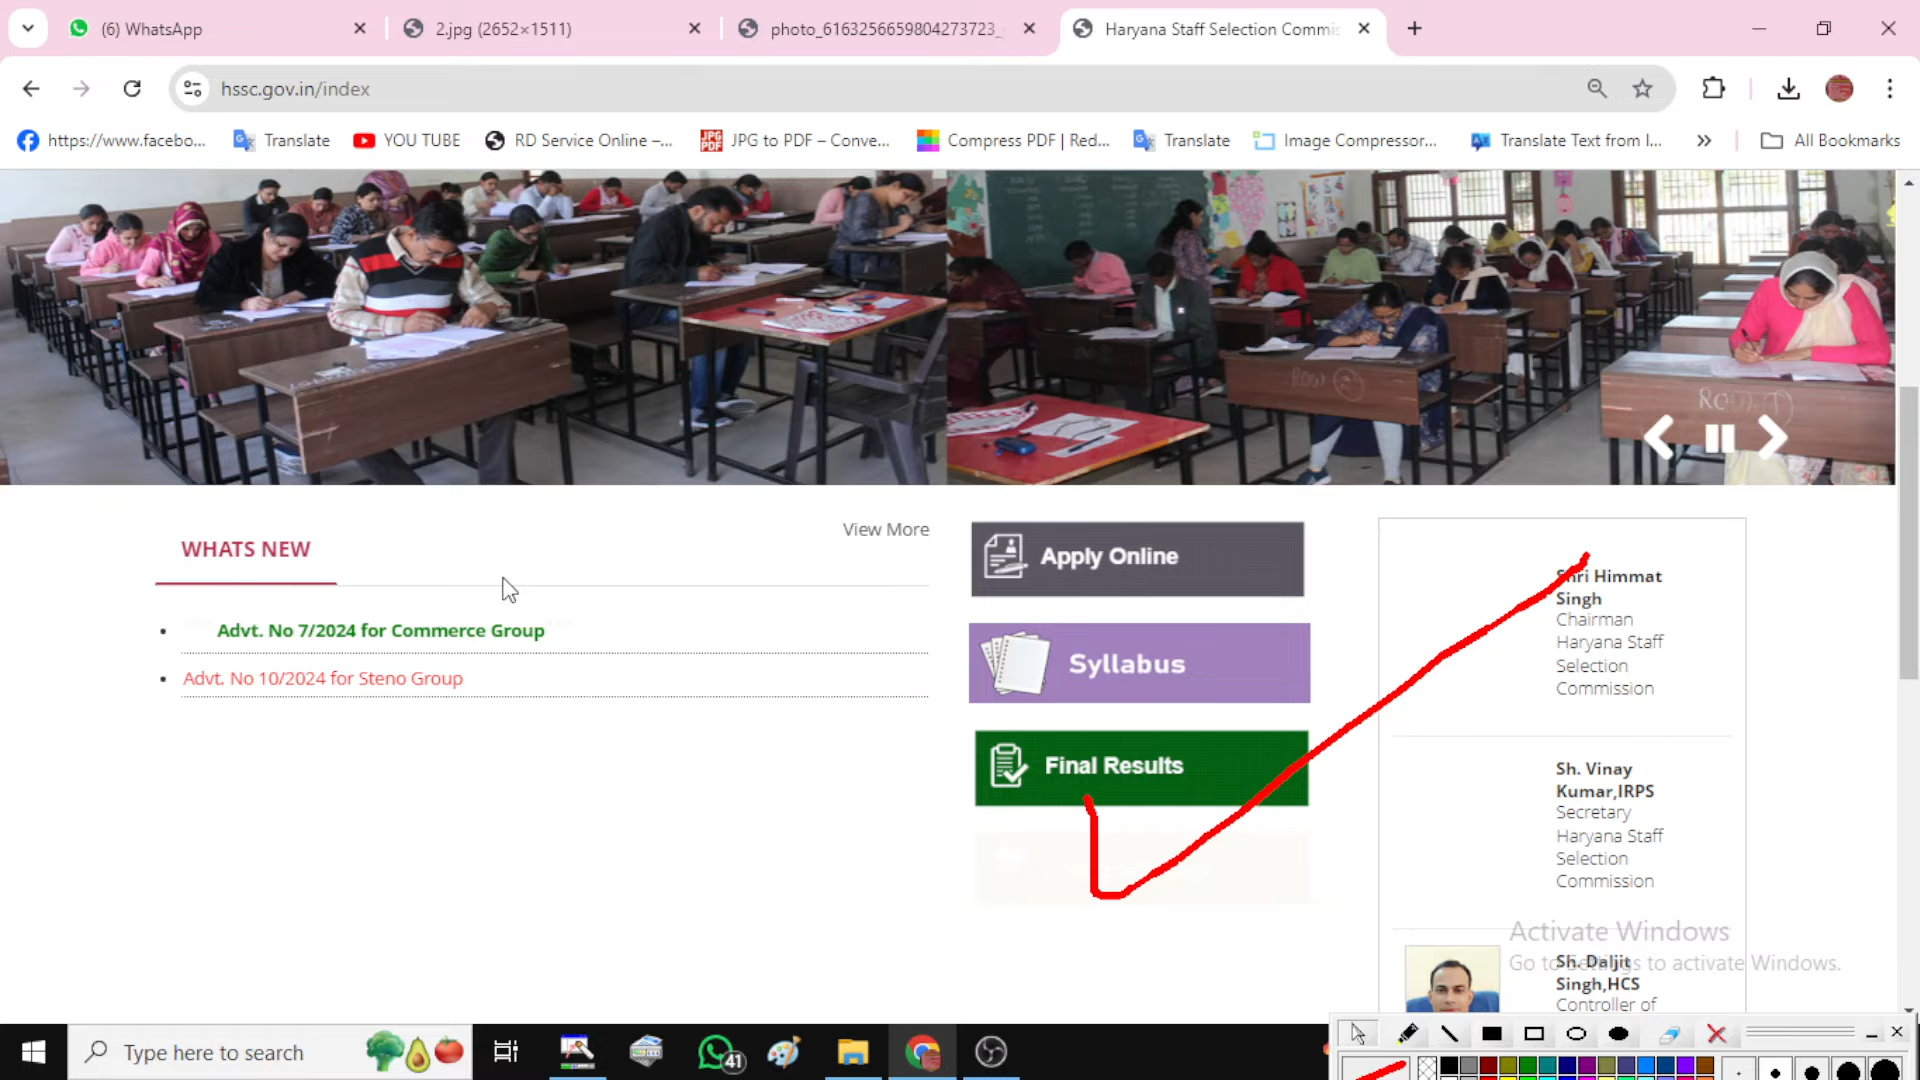 (6) WhatsApp
2.jpg (2652×1511)
photo_6163256659804273723_
Haryana Staff Selection Commis
hssc.gov.in/index
https://www.facebo...
Translate
YOU TUBE
RD Service Online –...
JPG to PDF – Conve...
Compress PDF | Red...
Translate
Image Compressor...
Translate Text from I...
All Bookmarks
WHATS NEW
View More
Advt. No 7/2024 for Commerce Group
Advt. No 10/2024 for Steno Group
Apply Online
Syllabus
Final Results
Shri Himmat
Singh
Chairman
Haryana Staff
Selection
Commission
Sh. Vinay
Kumar,IRPS
Secretary
Haryana Staff
Selection
Commission
Sh. Daljit
Singh,HCS
Controller of
Activate Windows
Go to Settings to activate Windows.
Type here to search
41